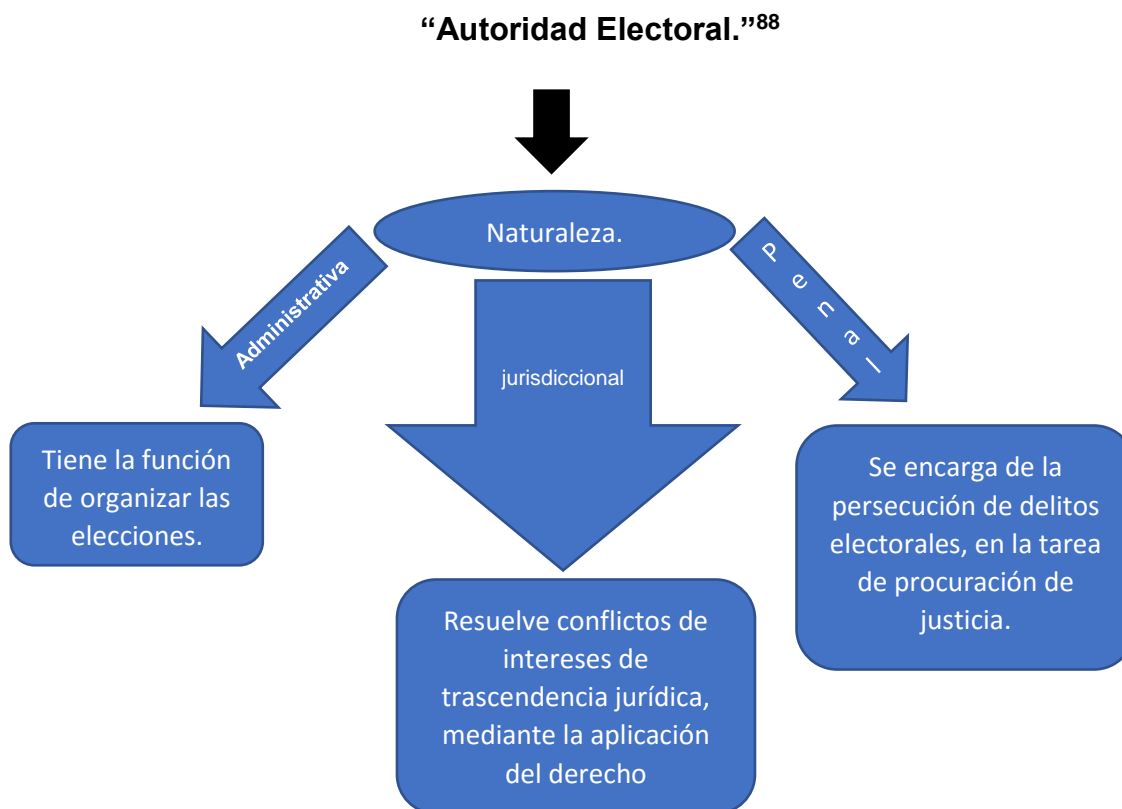 “Autoridad Electoral.”88
Naturaleza.
Administrativa
Tiene la función
de organizar las
elecciones.
jurisdiccional
Resuelve conflictos de
intereses de
trascendencia jurídica,
mediante la aplicación
del derecho
Penal
Se encarga de la
persecución de delitos
electorales, en la tarea
de procuración de
justicia.